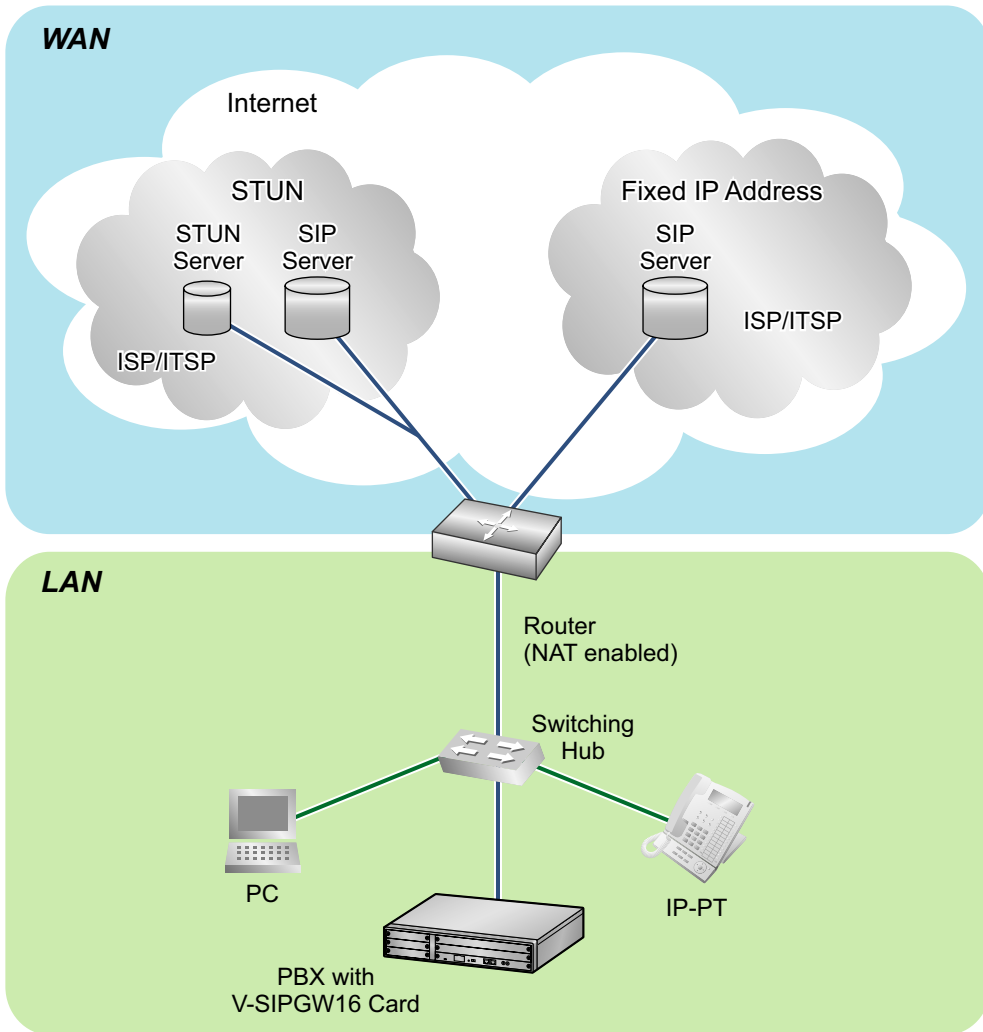 WAN
Internet
STUN
STUN
Server
SIP
Server
ISP/ITSP
Fixed IP Address
SIP
Server
ISP/ITSP
LAN
Router
(NAT enabled)
Switching
Hub
PC
IP-PT
PBX with
V-SIPGW16 Card